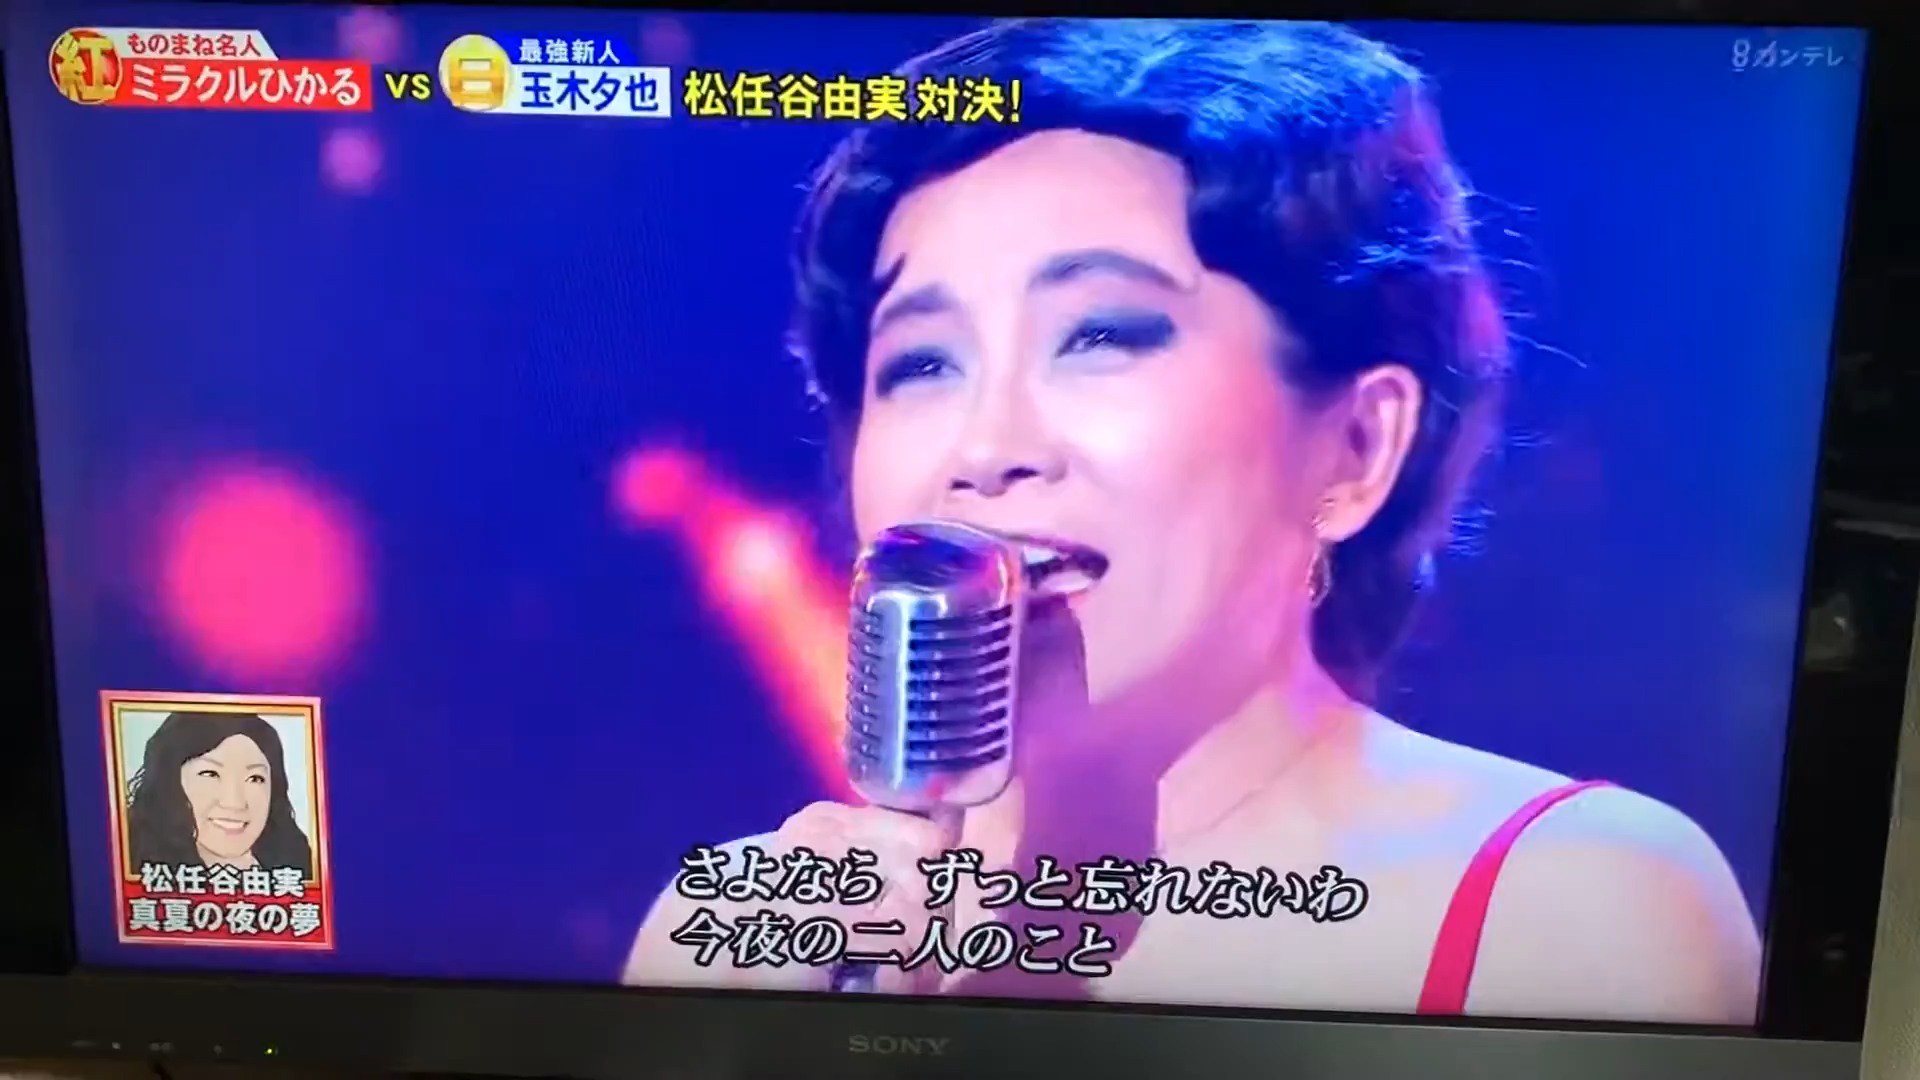 紅
ものまね名人
ミラクルひかる
vs
白
最強新人
玉木夕也
松任谷由実対決!
8カンテレ
松任谷由実
真夏の夜の夢
さよなら ずっと忘れないわ
今夜の二人のこと
SONY